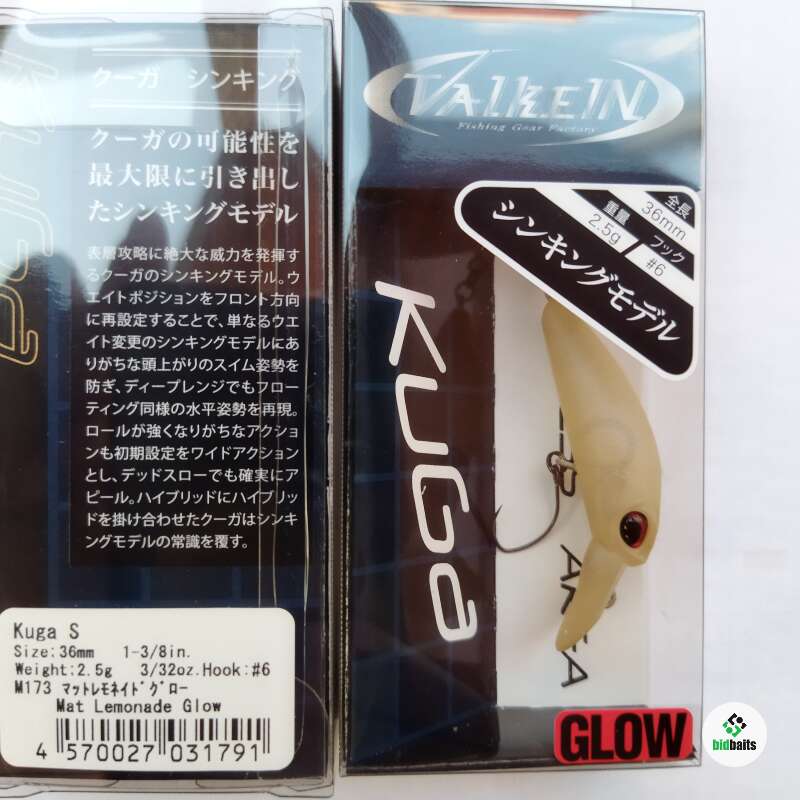 クーガ シンキング
クーガの可能性を
最大限に引き出し
たシンキングモデル
表層攻略に絶大な威力を発揮す
るクーガのシンキングモデル。ウ
エイトポジションをフロント方向
に再設定することで、単なるウエ
イト変更のシンキングモデルにあ
りがちな頭上がりのスイム姿勢を
防ぎ、ディープレンジでもフロー
ティング同様の水平姿勢を再現。
ロールが強くなりがちなアクショ
ンも初期設定をワイドアクション
とし、デッドスローでも確実にア
ピール。ハイブリッドにハイブリッ
ドを掛け合わせたクーガはシンキ
ングモデルの常識を覆す。
Kuga S
Size:36mm 1-3/8in.
Weight:2.5g 3/32oz.Hook:#6
M173 マットレモネイドグロー
Mat Lemonade Glow
4 570027 031791
ValkeIN
Fishing Gear Factory
全長 36mm
重量 2.5g
フック #6
シンキングモデル
Kuga
GLOW
bidbaits